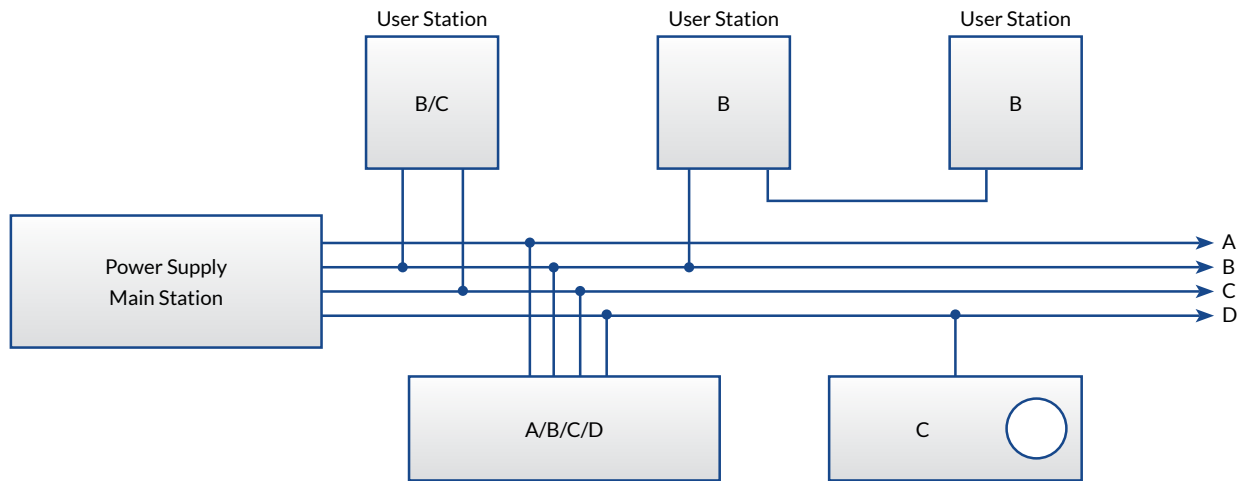 User Station
User Station
User Station
B/C
B
B
Power Supply
Main Station
A
B
C
D
A/B/C/D
C